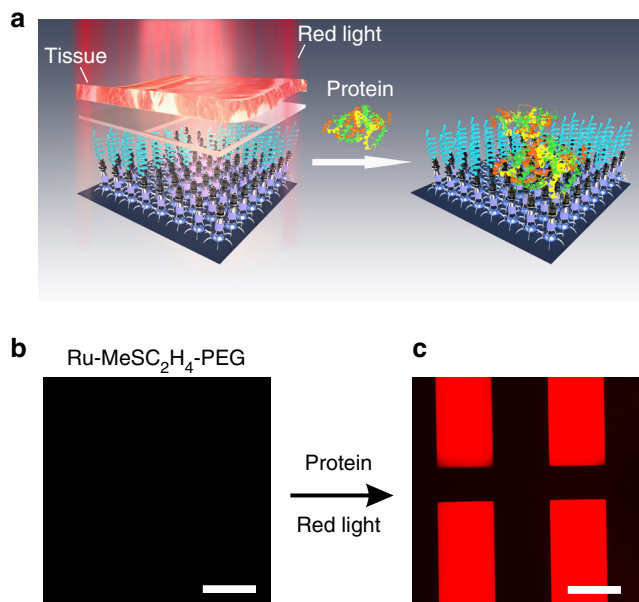 a
Red light
Tissue
Protein
b
Ru-MeSC₂H₄-PEG
c
Protein
Red light